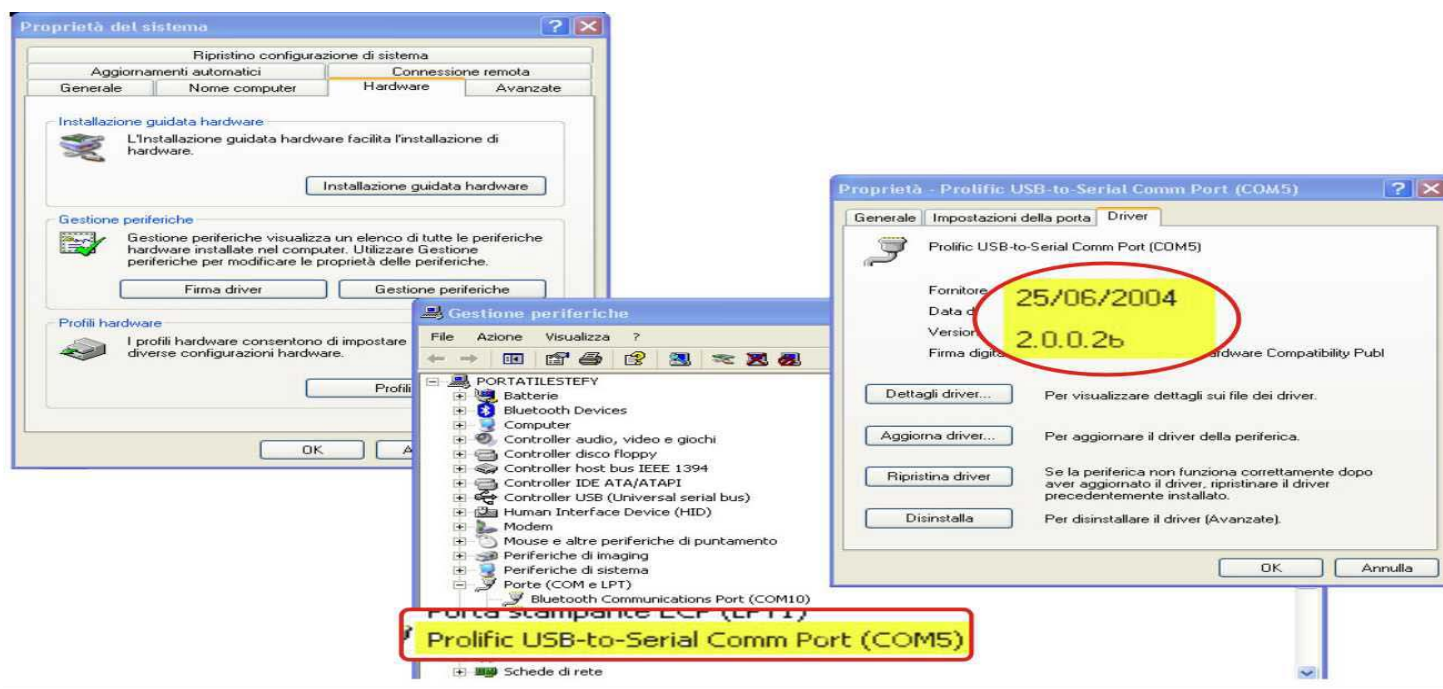 Proprietà del sistema
Ripristino configurazione di sistema
Aggiornamenti automatici
Connessione remota
Generale
Nome computer
Hardware
Avanzate
Installazione guidata hardware
L'Installazione guidata hardware facilita l'installazione di
hardware.
Installazione guidata hardware
Gestione periferiche
Gestione periferiche visualizza un elenco di tutte le periferiche
hardware installate nel computer. Utilizzare Gestione
periferiche per modificare le proprietà delle periferiche.
Firma driver
Gestione periferiche
Profili hardware
I profili hardware consentono di impostare
diverse configurazioni hardware.
Profili
OK
A
Gestione periferiche
File Azione Visualizza ?
PORTATILESTEFY
Batterie
Bluetooth Devices
Computer
Controller audio, video e giochi
Controller disco floppy
Controller host bus IEEE 1394
Controller IDE ATA/ATAPI
Controller USB (Universal serial bus)
Human Interface Device (HID)
Modem
Mouse e altre periferiche di puntamento
Periferiche di imaging
Periferiche di sistema
Porte (COM e LPT)
Bluetooth Communications Port (COM10)
Porta stampante ECP (LPT1)
Prolific USB-to-Serial Comm Port (COM5)
Schede di rete
Proprietà - Prolific USB-to-Serial Comm Port (COM5)
Generale
Impostazioni della porta
Driver
Prolific USB-to-Serial Comm Port (COM5)
Fornitore
Data d
25/06/2004
Version
2.0.0.26
Firma digita
rdware Compatibility Publ
Dettagli driver...
Per visualizzare dettagli sui file dei driver.
Aggiorna driver...
Per aggiornare il driver della periferica.
Ripristina driver
Se la periferica non funziona correttamente dopo
aver aggiornato il driver, ripristinare il driver
precedentemente installato.
Disinstalla
Per disinstallare il driver (Avanzate).
OK
Annulla